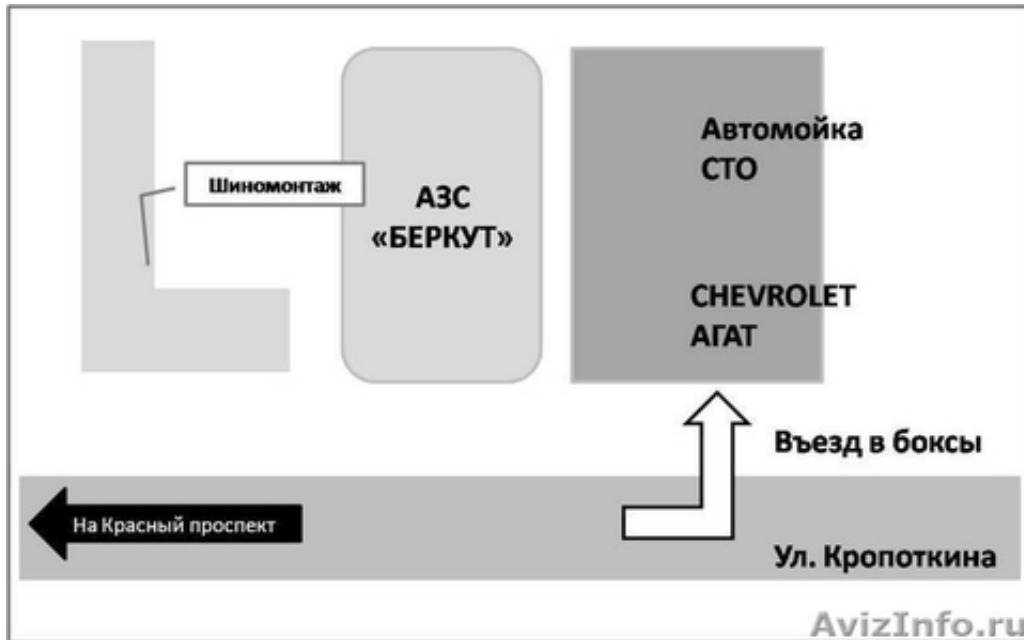 Автомойка
СТО
Шиномонтаж
АЗС
«БЕРКУТ»
CHEVROLET
АГАТ
Въезд в боксы
На Красный проспект
Ул. Кропоткина
AvizInfo.ru